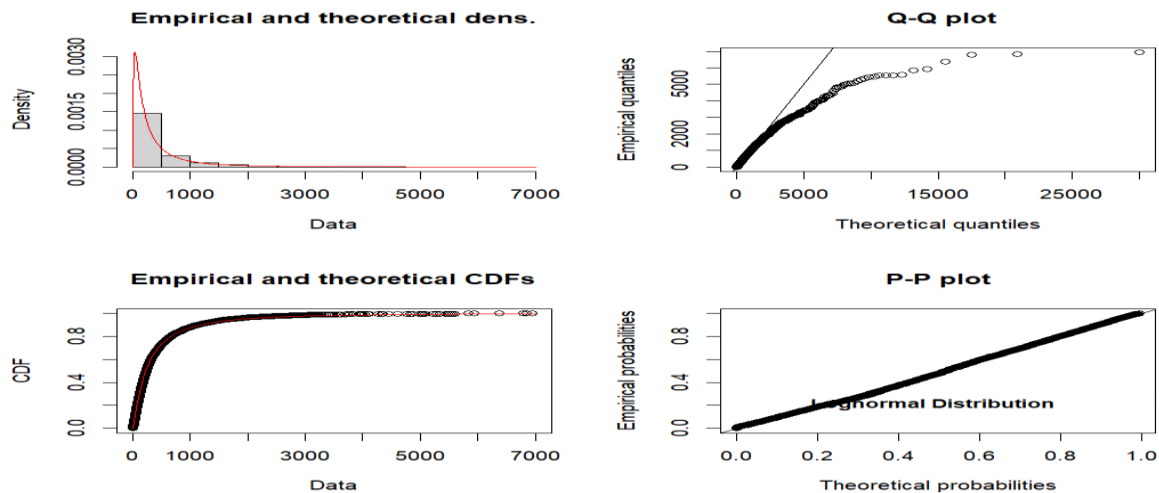 Empirical and theoretical dens.
Density
0.0000 0.0015 0.0030
0 1000 3000 5000 7000
Data
Q-Q plot
Empirical quantiles
0 2000 5000
0 5000 15000 25000
Theoretical quantiles
Empirical and theoretical CDFs
CDF
0.0 0.4 0.8
0 1000 3000 5000 7000
Data
P-P plot
Empirical probabilities
0.0 0.4 0.8
Lognormal Distribution
0.0 0.2 0.4 0.6 0.8 1.0
Theoretical probabilities